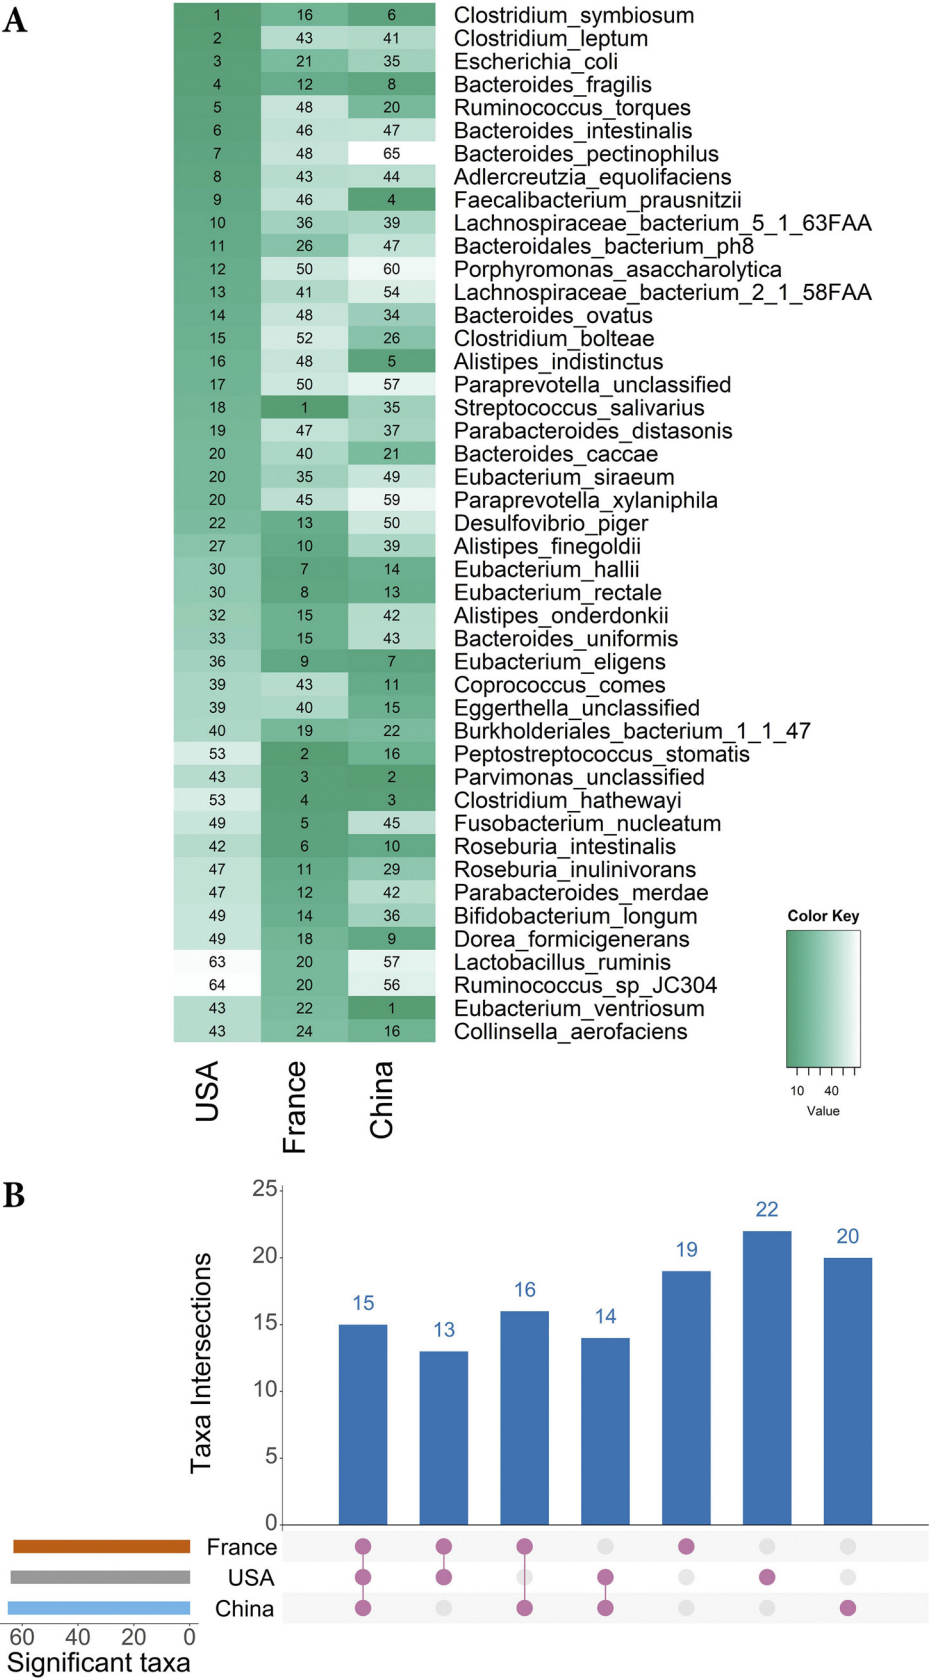 A
1 16 6 Clostridium_symbiosum
2 43 41 Clostridium_leptum
3 21 35 Escherichia_coli
4 12 8 Bacteroides_fragilis
5 48 20 Ruminococcus_torques
6 46 47 Bacteroides_intestinalis
7 48 65 Bacteroides_pectinophilus
8 43 44 Adlercreutzia_equolifaciens
9 46 4 Faecalibacterium_prausnitzii
10 36 39 Lachnospiraceae_bacterium_5_1_63FAA
11 26 47 Bacteroidales_bacterium_ph8
12 50 60 Porphyromonas_asaccharolytica
13 41 54 Lachnospiraceae_bacterium_2_1_58FAA
14 48 34 Bacteroides_ovatus
15 52 26 Clostridium_bolteae
16 48 5 Alistipes_indistinctus
17 50 57 Paraprevotella_unclassified
18 1 35 Streptococcus_salivarius
19 47 37 Parabacteroides_distasonis
20 40 21 Bacteroides_caccae
20 35 49 Eubacterium_siraeum
20 45 59 Paraprevotella_xylaniphila
22 13 50 Desulfovibrio_piger
27 10 39 Alistipes_finegoldii
30 7 14 Eubacterium_hallii
30 8 13 Eubacterium_rectale
32 15 42 Alistipes_onderdonkii
33 15 43 Bacteroides_uniformis
36 9 7 Eubacterium_eligens
39 43 11 Coprococcus_comes
39 40 15 Eggerthella_unclassified
40 19 22 Burkholderiales_bacterium_1_1_47
53 2 16 Peptostreptococcus_stomatis
43 3 2 Parvimonas_unclassified
53 4 3 Clostridium_hathewayi
49 5 45 Fusobacterium_nucleatum
42 6 10 Roseburia_intestinalis
47 11 29 Roseburia_inulinivorans
47 12 42 Parabacteroides_merdae
49 14 36 Bifidobacterium_longum
49 18 9 Dorea_formicigenerans
63 20 57 Lactobacillus_ruminis
64 20 56 Ruminococcus_sp_JC304
43 22 1 Eubacterium_ventriosum
43 24 16 Collinsella_aerofaciens
USA France China
Color Key
10 40
Value
B
Taxa Intersections
25
20
15
10
5
0
15 13 16 14 19 22 20
France
USA
China
60 40 20 0
Significant taxa